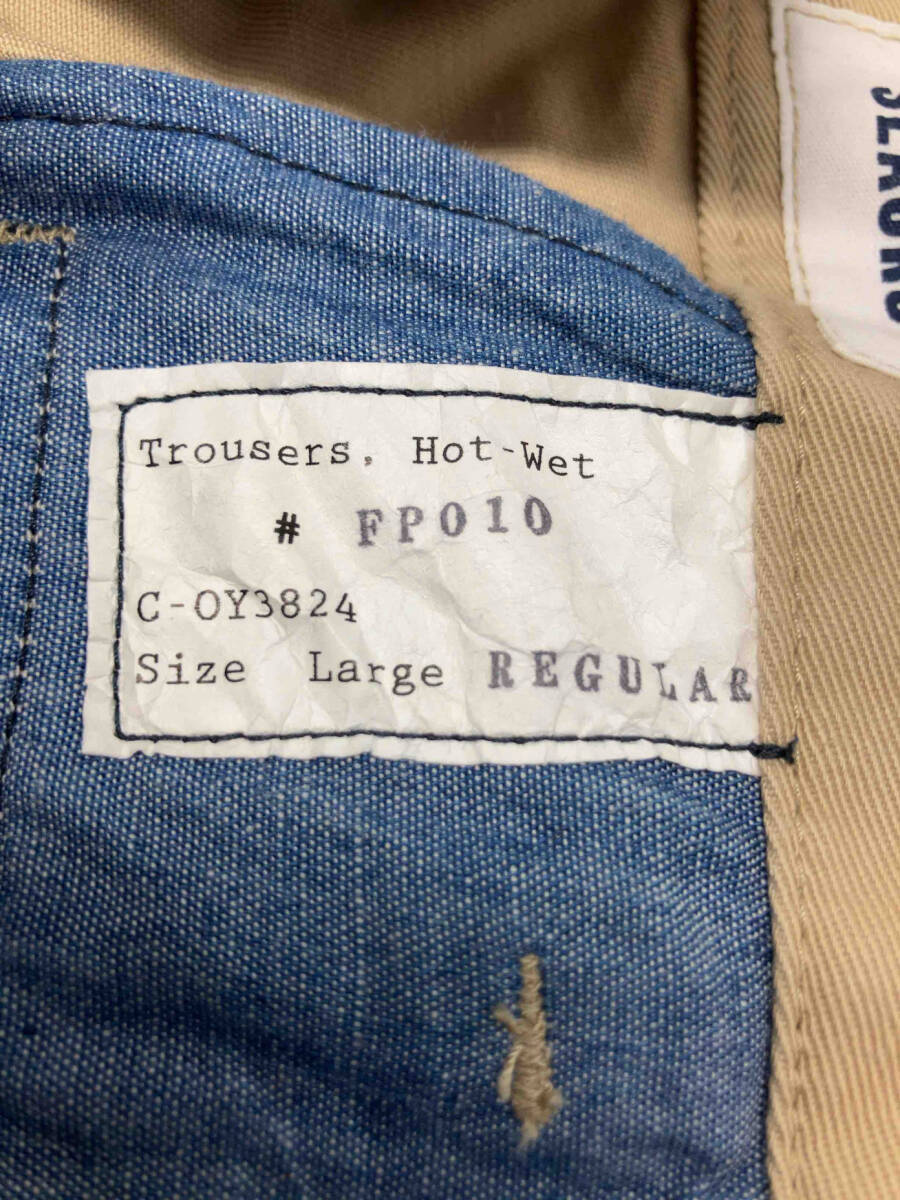 Trousers, Hot-Wet
# FP010
C-OY3824
Size Large REGULAR